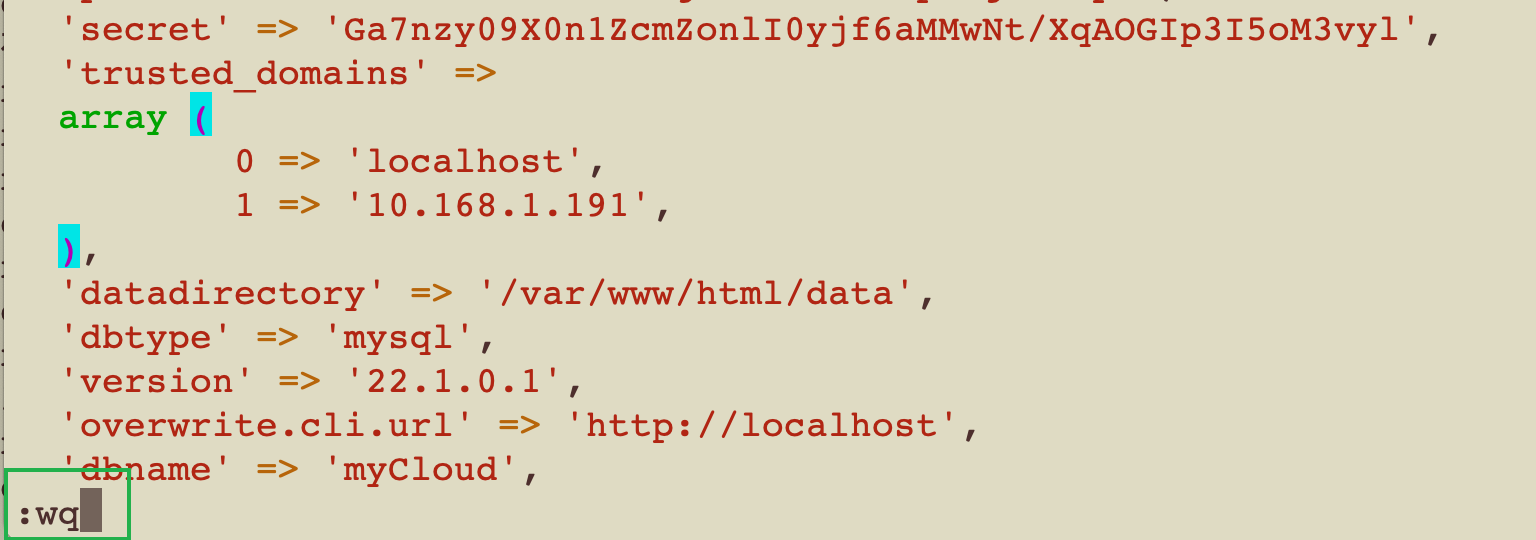 'secret' => 'Ga7nzy09X0n1ZcmZonlI0yjf6aMMwNt/XqAOGIp3I5oM3vyl',
'trusted_domains' =>
array (
0 => 'localhost',
1 => '10.168.1.191',
),
'datadirectory' => '/var/www/html/data',
'dbtype' => 'mysql',
'version' => '22.1.0.1',
'overwrite.cli.url' => 'http://localhost',
'dbname' => 'myCloud',
:wq